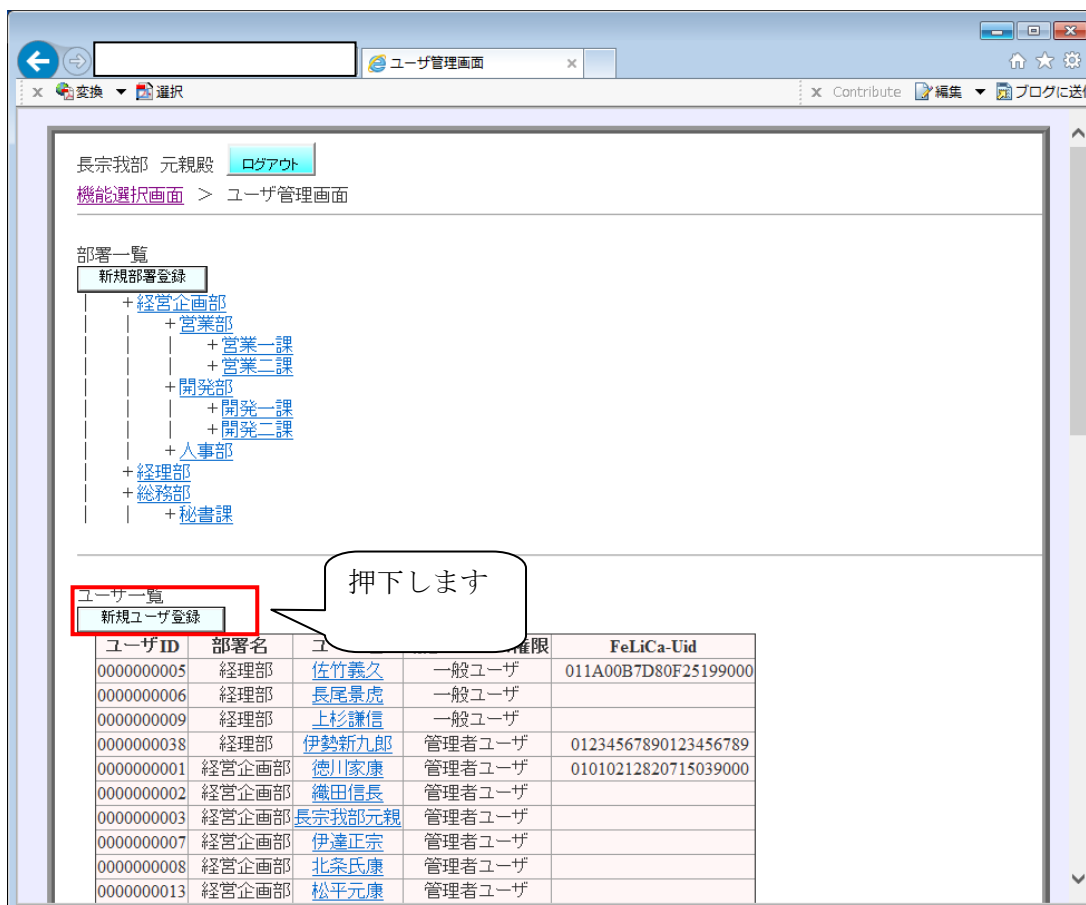 ユーザ管理画面
x 変換 ▼ 選択 x Contribute 編集 ▼ ブログに送
長宗我部 元親殿 ログアウト
機能選択画面 ＞ ユーザ管理画面
部署一覧
新規部署登録
| +経営企画部
| | +営業部
| | | +営業一課
| | | +営業二課
| | +開発部
| | | +開発一課
| | | +開発二課
| | +人事部
| +経理部
| +総務部
| | +秘書課
押下します
ユーザ一覧
新規ユーザ登録
ユーザID 部署名 権限 FeLiCa-Uid
0000000005 経理部 佐竹義久 一般ユーザ 011A00B7D80F25199000
0000000006 経理部 長尾景虎 一般ユーザ
0000000009 経理部 上杉謙信 一般ユーザ
0000000038 経理部 伊勢新九郎 管理者ユーザ 01234567890123456789
0000000001 経営企画部 徳川家康 管理者ユーザ 01010212820715039000
0000000002 経営企画部 織田信長 管理者ユーザ
0000000003 経営企画部 長宗我部元親 管理者ユーザ
0000000007 経営企画部 伊達正宗 管理者ユーザ
0000000008 経営企画部 北条氏康 管理者ユーザ
0000000013 経営企画部 松平元康 管理者ユーザ